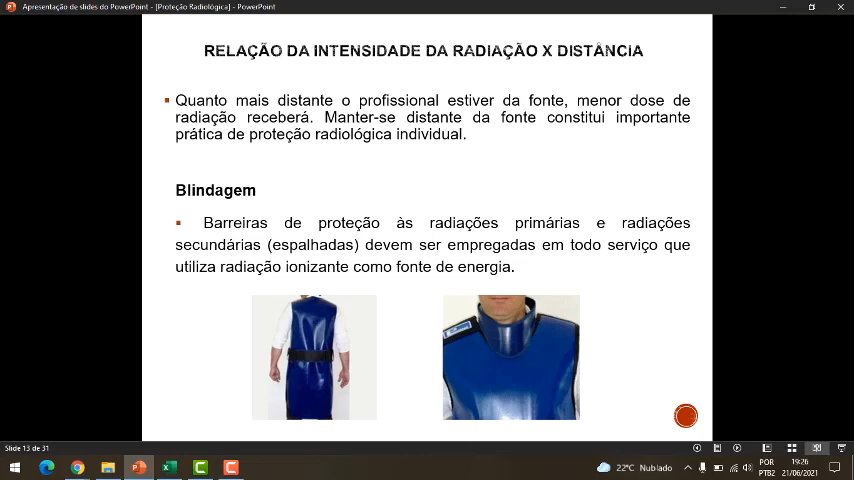 Apresentação de slides do PowerPoint - [Proteção Radiológica] - PowerPoint
RELAÇÃO DA INTENSIDADE DA RADIAÇÃO X DISTÂNCIA
Quanto mais distante o profissional estiver da fonte, menor dose de
radiação receberá. Manter-se distante da fonte constitui importante
prática de proteção radiológica individual.
Blindagem
Barreiras de proteção às radiações primárias e radiações
secundárias (espalhadas) devem ser empregadas em todo serviço que
utiliza radiação ionizante como fonte de energia.
Slide 13 de 31
22°C Nublado
POR
PTB2
19:26
21/06/2021